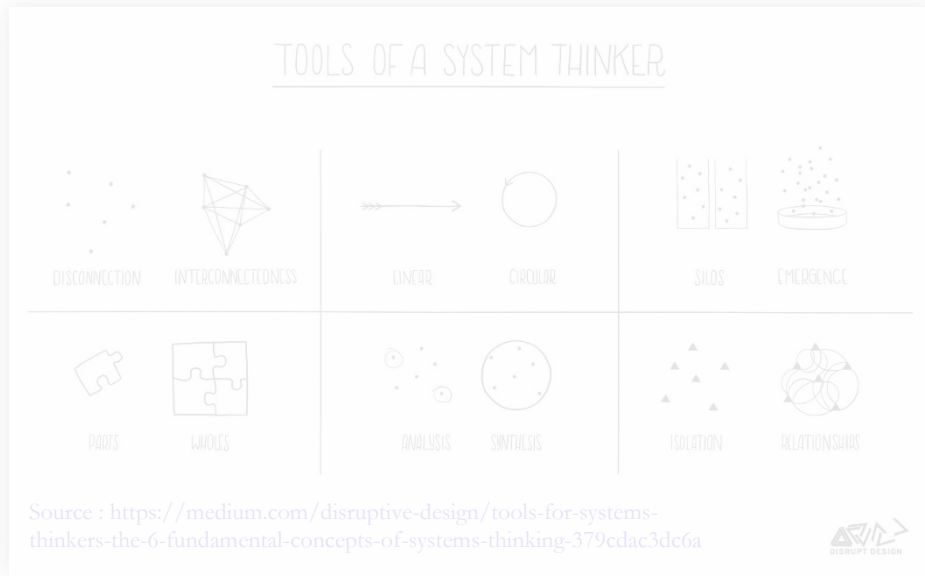 TOOLS OF A SYSTEM THINKER
DISCONNECTION INTERCONNECTEDNESS
LINEAR CIRCULAR
SILOS EMERGENCE
PARTS WHOLES
ANALYSIS SYNTHESIS
ISOLATION RELATIONSHIPS
Source : https://medium.com/disruptive-design/tools-for-systems-
thinkers-the-6-fundamental-concepts-of-systems-thinking-379cdac3dc6a
DISRUPT DESIGN